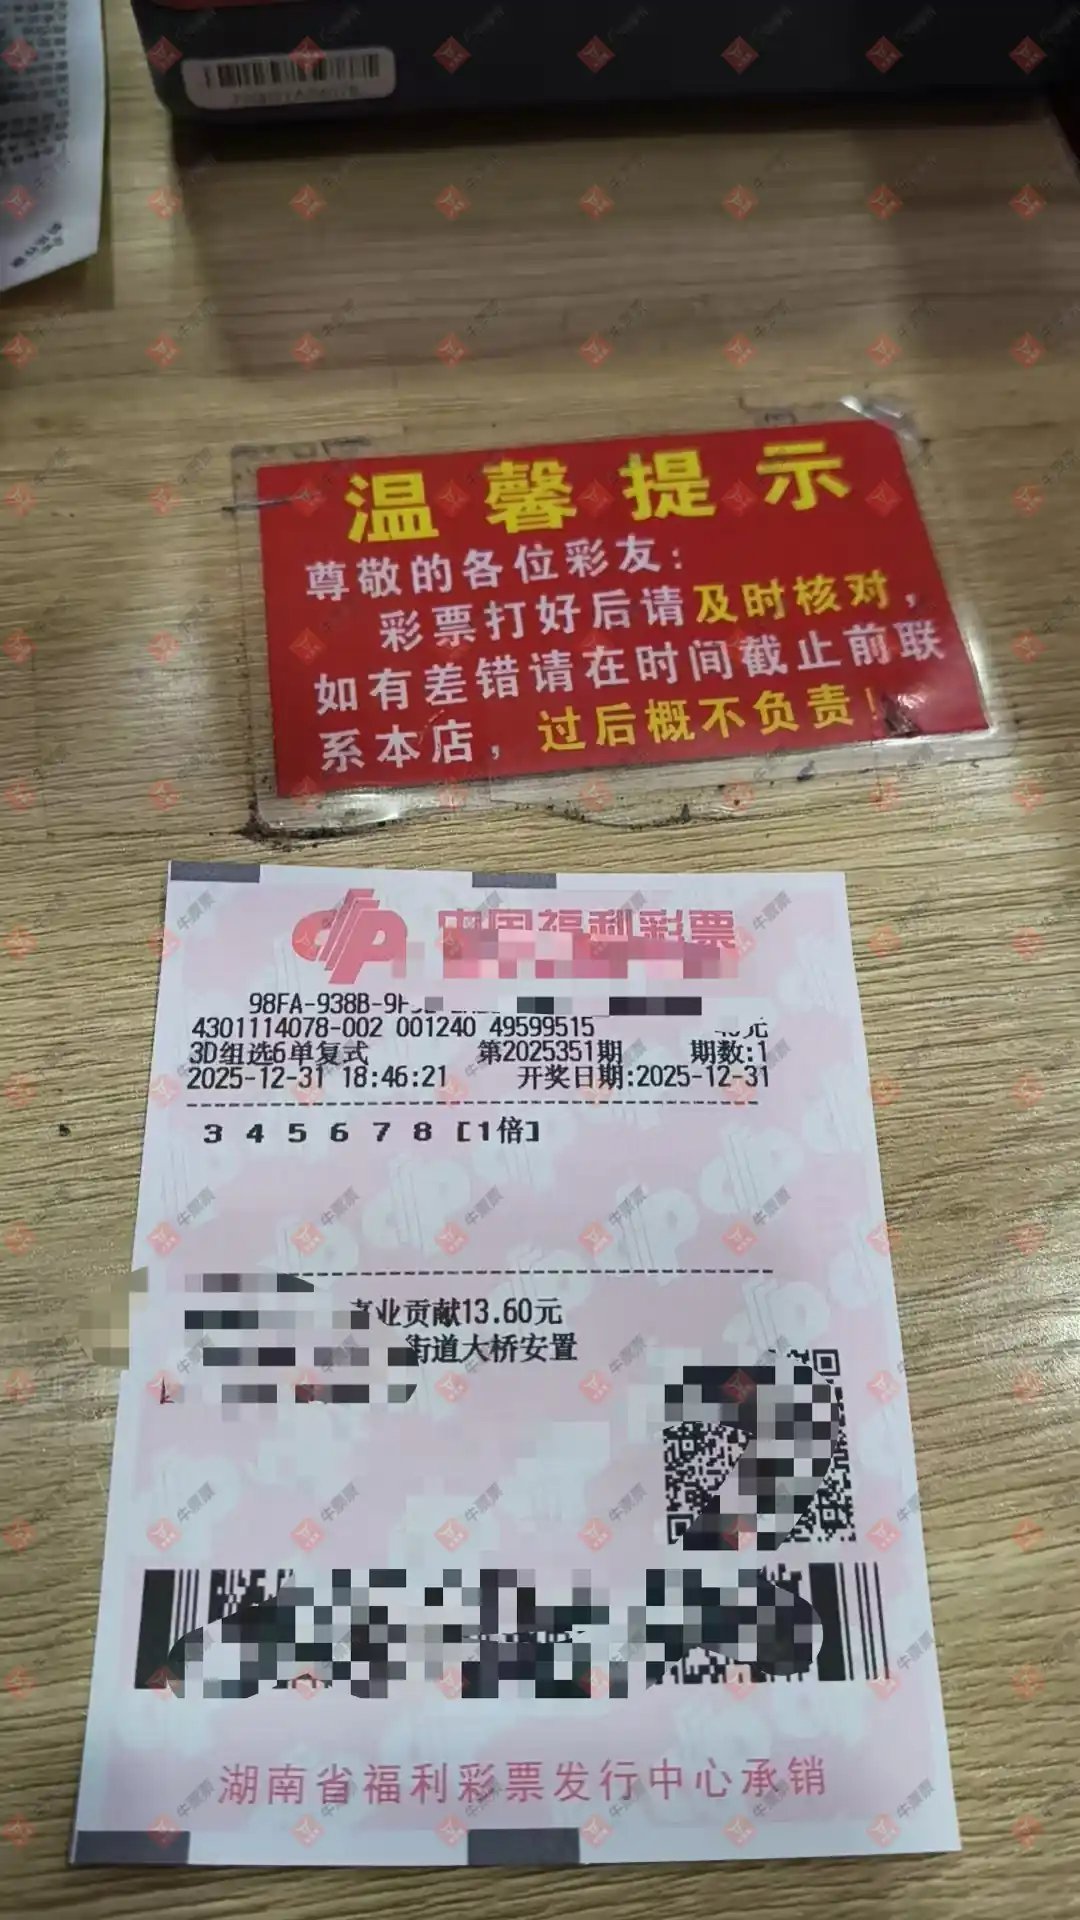 温馨提示
尊敬的各位彩友：
彩票打好后请及时核对，
如有差错请在时间截止前联
系本店，过后概不负责！
中国福利彩票
98FA-938B-9
4301114078-002 001240 49599515 元
3D组选6单复式 第2025351期 期数:1
2025-12-31 18:46:21 开奖日期:2025-12-31
3 4 5 6 7 8 [1倍]
业贡献13.60元
街道大桥安置
湖南省福利彩票发行中心承销
牛票票